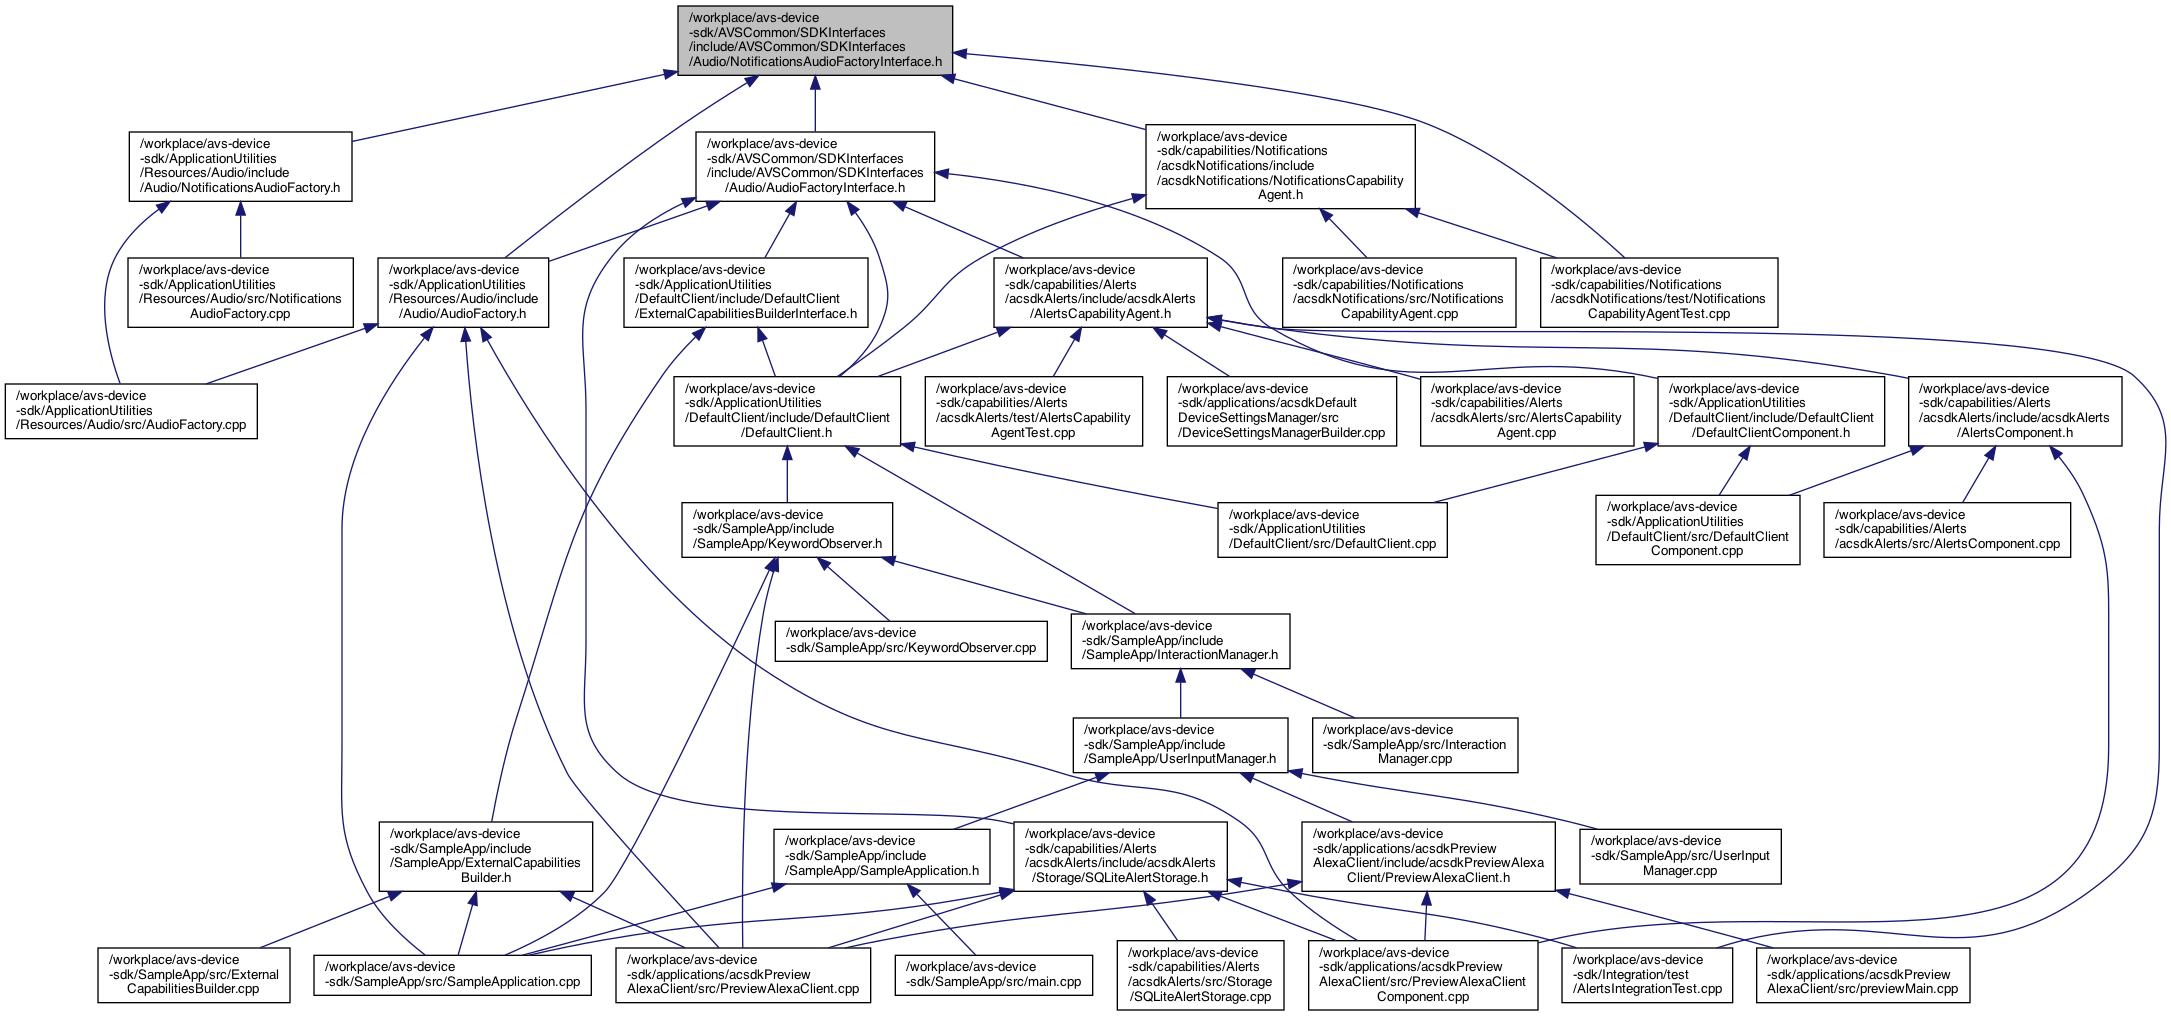 /workplace/avs-device
-sdk/AVSCommon/SDKInterfaces
/include/AVSCommon/SDKInterfaces
/Audio/NotificationsAudioFactoryInterface.h
/workplace/avs-device
-sdk/ApplicationUtilities
/Resources/Audio/include
/Audio/NotificationsAudioFactory.h
/workplace/avs-device
-sdk/AVSCommon/SDKInterfaces
/include/AVSCommon/SDKInterfaces
/Audio/AudioFactoryInterface.h
/workplace/avs-device
-sdk/capabilities/Notifications
/acsdkNotifications/include
/acsdkNotifications/NotificationsCapability
Agent.h
/workplace/avs-device
-sdk/ApplicationUtilities
/Resources/Audio/src/Notifications
AudioFactory.cpp
/workplace/avs-device
-sdk/ApplicationUtilities
/Resources/Audio/include
/Audio/AudioFactory.h
/workplace/avs-device
-sdk/ApplicationUtilities
/DefaultClient/include/DefaultClient
/ExternalCapabilitiesBuilderInterface.h
/workplace/avs-device
-sdk/capabilities/Alerts
/acsdkAlerts/include/acsdkAlerts
/AlertsCapabilityAgent.h
/workplace/avs-device
-sdk/capabilities/Notifications
/acsdkNotifications/src/Notifications
CapabilityAgent.cpp
/workplace/avs-device
-sdk/capabilities/Notifications
/acsdkNotifications/test/Notifications
CapabilityAgentTest.cpp
/workplace/avs-device
-sdk/ApplicationUtilities
/Resources/Audio/src/AudioFactory.cpp
/workplace/avs-device
-sdk/ApplicationUtilities
/DefaultClient/include/DefaultClient
/DefaultClient.h
/workplace/avs-device
-sdk/capabilities/Alerts
/acsdkAlerts/test/AlertsCapability
AgentTest.cpp
/workplace/avs-device
-sdk/applications/acsdkDefault
DeviceSettingsManager/src
/DeviceSettingsManagerBuilder.cpp
/workplace/avs-device
-sdk/capabilities/Alerts
/acsdkAlerts/src/AlertsCapability
Agent.cpp
/workplace/avs-device
-sdk/ApplicationUtilities
/DefaultClient/include/DefaultClient
/DefaultClientComponent.h
/workplace/avs-device
-sdk/capabilities/Alerts
/acsdkAlerts/include/acsdkAlerts
/AlertsComponent.h
/workplace/avs-device
-sdk/SampleApp/include
/SampleApp/KeywordObserver.h
/workplace/avs-device
-sdk/ApplicationUtilities
/DefaultClient/src/DefaultClient.cpp
/workplace/avs-device
-sdk/ApplicationUtilities
/DefaultClient/src/DefaultClient
Component.cpp
/workplace/avs-device
-sdk/capabilities/Alerts
/acsdkAlerts/src/AlertsComponent.cpp
/workplace/avs-device
-sdk/SampleApp/src/KeywordObserver.cpp
/workplace/avs-device
-sdk/SampleApp/include
/SampleApp/InteractionManager.h
/workplace/avs-device
-sdk/SampleApp/include
/SampleApp/UserInputManager.h
/workplace/avs-device
-sdk/SampleApp/src/Interaction
Manager.cpp
/workplace/avs-device
-sdk/SampleApp/include
/SampleApp/ExternalCapabilities
Builder.h
/workplace/avs-device
-sdk/SampleApp/include
/SampleApp/SampleApplication.h
/workplace/avs-device
-sdk/capabilities/Alerts
/acsdkAlerts/include/acsdkAlerts
/Storage/SQLiteAlertStorage.h
/workplace/avs-device
-sdk/applications/acsdkPreview
AlexaClient/include/acsdkPreviewAlexa
Client/PreviewAlexaClient.h
/workplace/avs-device
-sdk/SampleApp/src/UserInput
Manager.cpp
/workplace/avs-device
-sdk/SampleApp/src/External
CapabilitiesBuilder.cpp
/workplace/avs-device
-sdk/SampleApp/src/SampleApplication.cpp
/workplace/avs-device
-sdk/applications/acsdkPreview
AlexaClient/src/PreviewAlexaClient.cpp
/workplace/avs-device
-sdk/SampleApp/src/main.cpp
/workplace/avs-device
-sdk/capabilities/Alerts
/acsdkAlerts/src/Storage
/SQLiteAlertStorage.cpp
/workplace/avs-device
-sdk/applications/acsdkPreview
AlexaClient/src/PreviewAlexaClient
Component.cpp
/workplace/avs-device
-sdk/Integration/test
/AlertsIntegrationTest.cpp
/workplace/avs-device
-sdk/applications/acsdkPreview
AlexaClient/src/previewMain.cpp